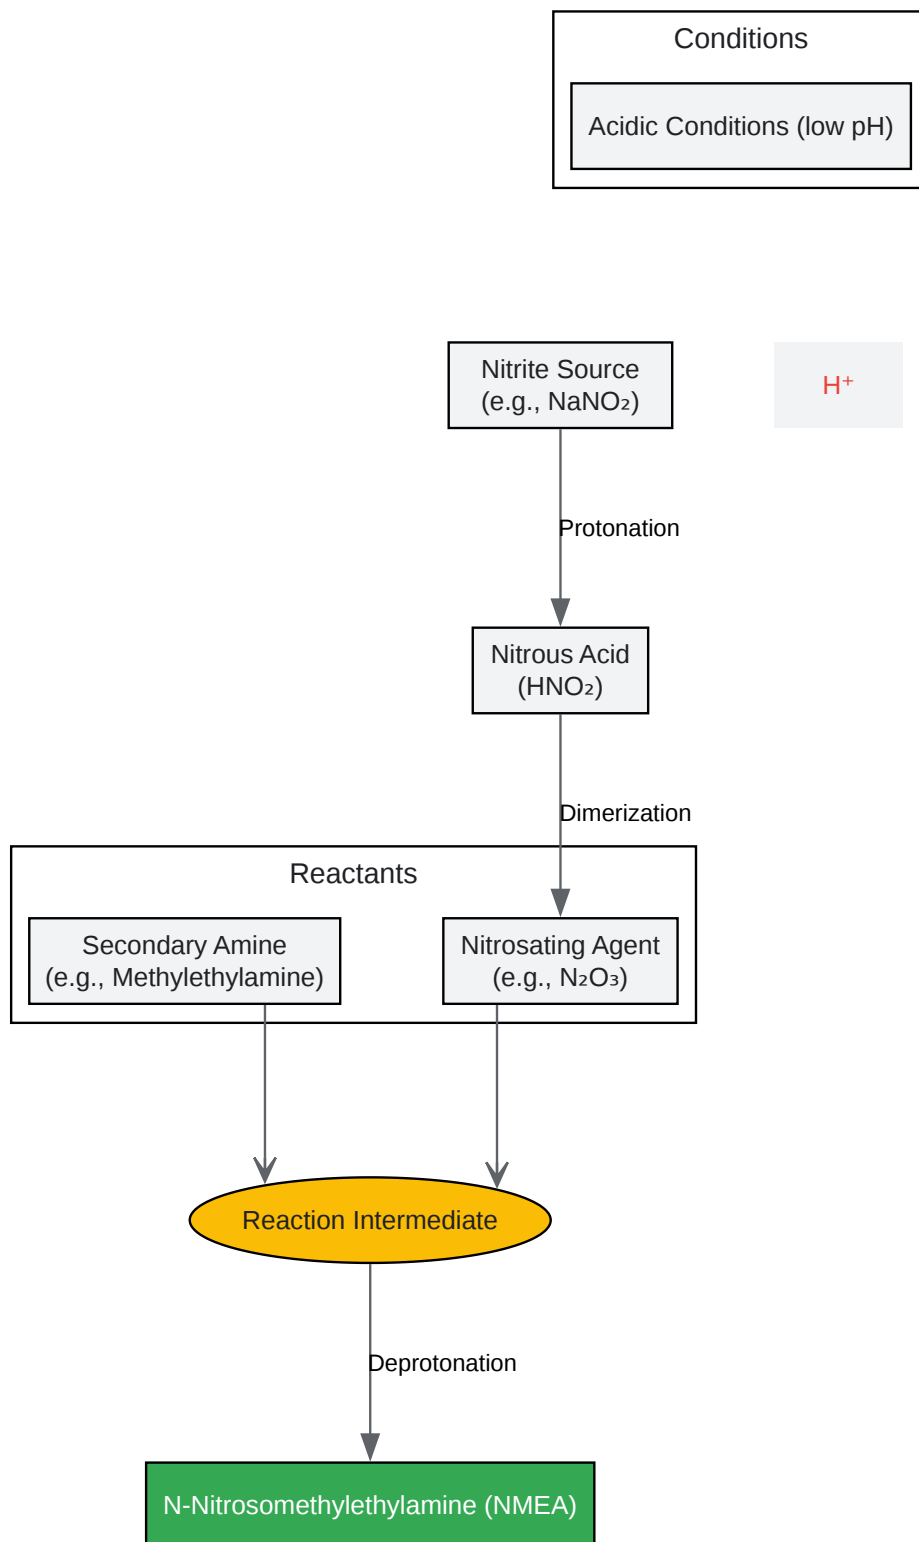 Conditions
Acidic Conditions (low pH)
Nitrite Source
(e.g., NaNO₂)
H⁺
Protonation
Nitrous Acid
(HNO₂)
Dimerization
Reactants
Secondary Amine
(e.g., Methylethylamine)
Nitrosating Agent
(e.g., N₂O₃)
Reaction Intermediate
Deprotonation
N-Nitrosomethylethylamine (NMEA)